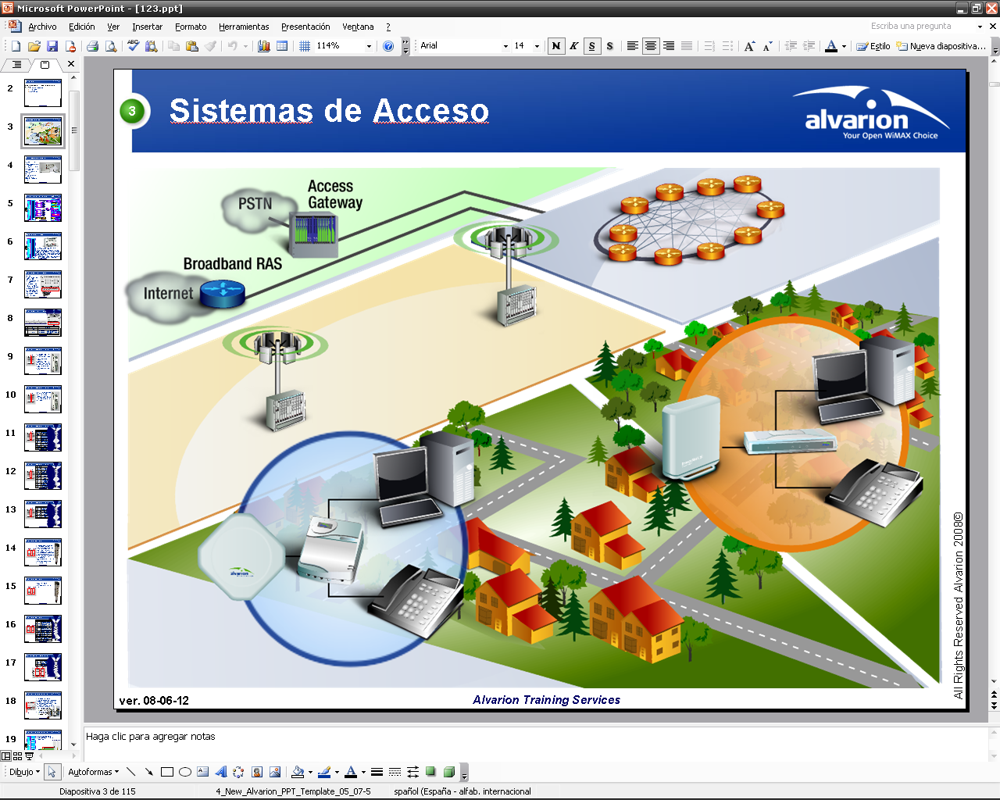 Microsoft PowerPoint - [123.ppt]
Archivo Edición Ver Insertar Formato Herramientas Presentación Ventana ?
Escriba una pregunta
114%
Arial
14
N K S S
Estilo
Nueva diapositiva...
2
3
4
5
6
7
8
9
10
11
12
13
14
15
16
17
18
19
3
Sistemas de Acceso
alvarion
Your Open WiMAX Choice
PSTN
Access
Gateway
Broadband RAS
Internet
alvarion
All Rights Reserved Alvarion 2008©
ver. 08-06-12
Alvarion Training Services
Haga clic para agregar notas
Dibujo
Autoformas
Diapositiva 3 de 115
4_New_Alvarion_PPT_Template_05_07-5
spañol (España - alfab. internacional